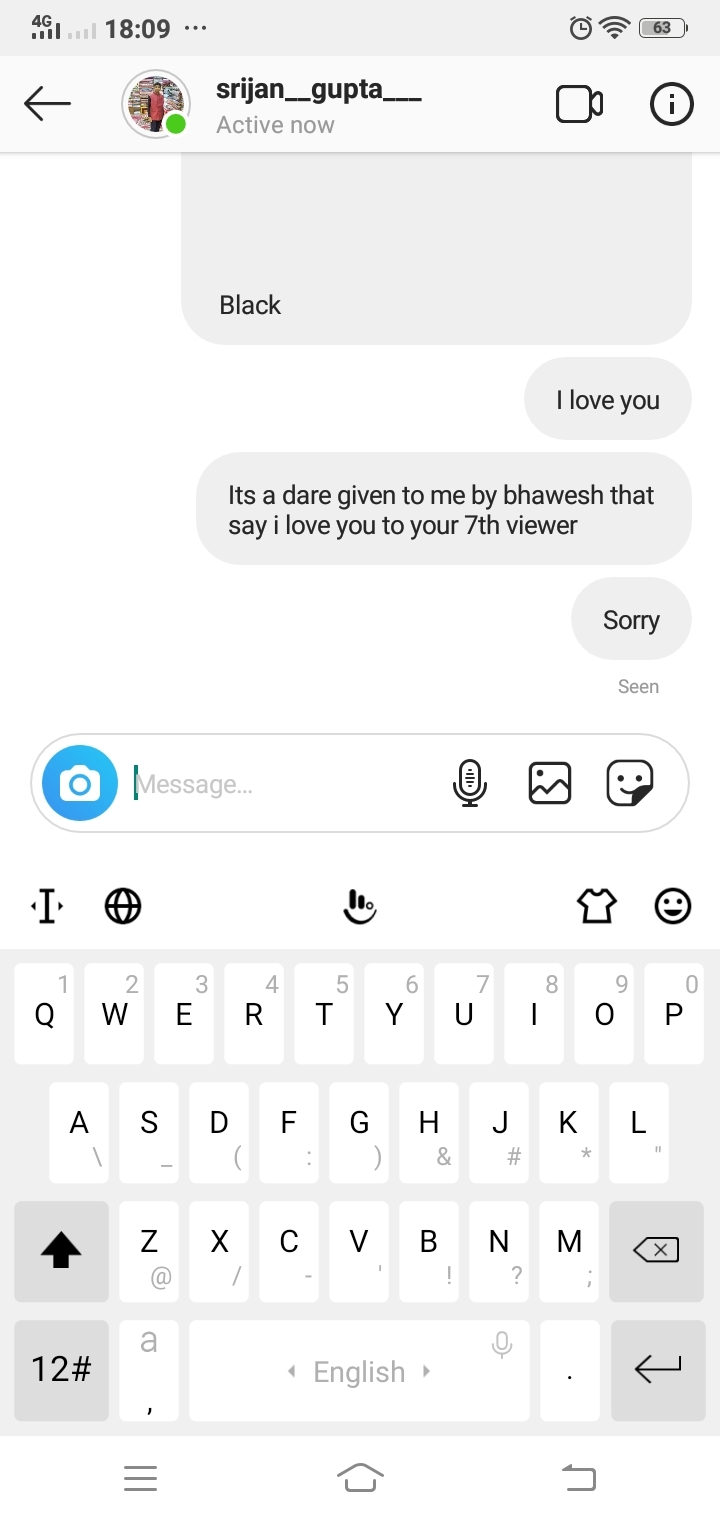 4G 18:09 ... 63
srijan__gupta___
Active now
Black
I love you
Its a dare given to me by bhawesh that
say i love you to your 7th viewer
Sorry
Seen
Message...
1 2 3 4 5 6 7 8 9 0
Q W E R T Y U I O P
A S D F G H J K L
\ _ ( : ) & # * "
Z X C V B N M
@ / - ' ! ? ;
12# a , English .